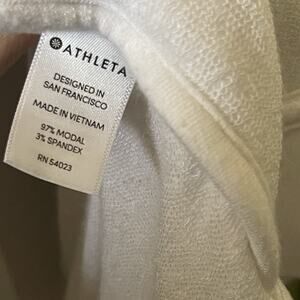 ATHLETA
DESIGNED IN
SAN FRANCISCO
MADE IN VIETNAM
97% MODAL
3% SPANDEX
RN 54023